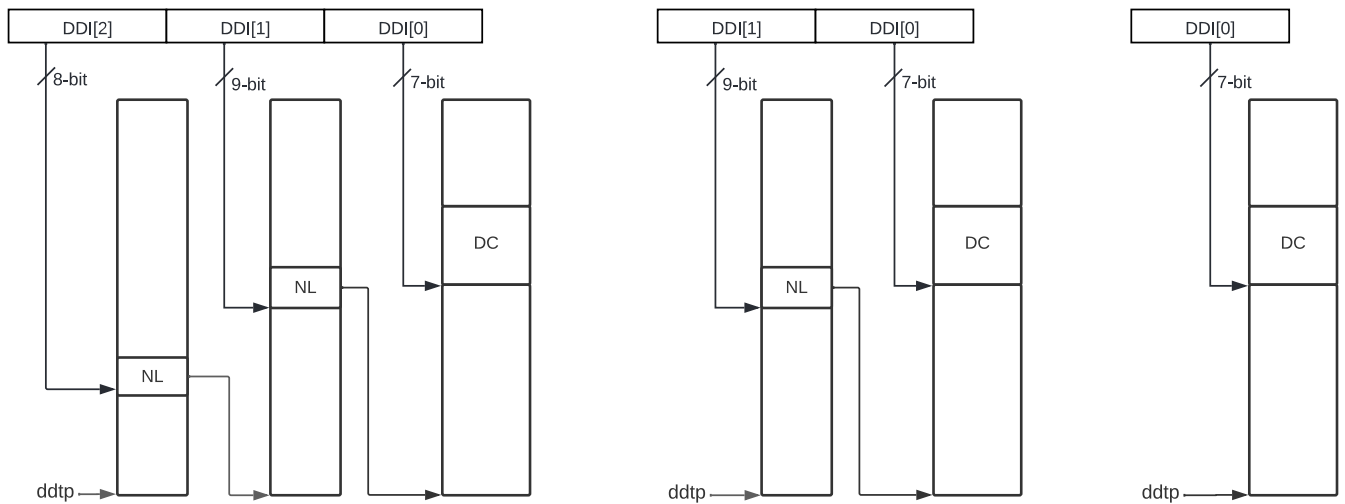 DDI[2] DDI[1] DDI[0] DDI[1] DDI[0] DDI[0]
8-bit 9-bit 7-bit 9-bit 7-bit 7-bit
DC DC DC
NL NL
NL
ddtp ddtp ddtp